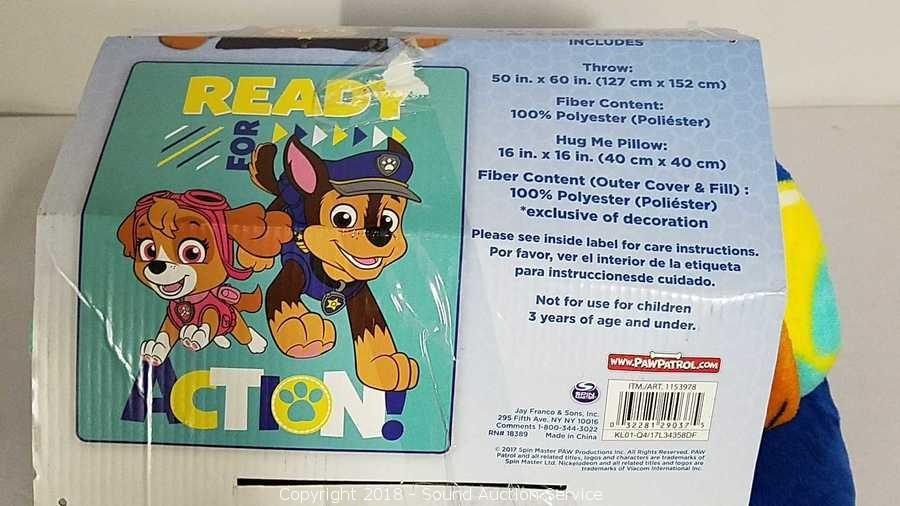 READY
FOR
ACTION!
INCLUDES
Throw:
50 in. x 60 in. (127 cm x 152 cm)
Fiber Content:
100% Polyester (Poliéster)
Hug Me Pillow:
16 in. x 16 in. (40 cm x 40 cm)
Fiber Content (Outer Cover & Fill) :
100% Polyester (Poliéster)
*exclusive of decoration
Please see inside label for care instructions.
Por favor, ver el interior de la etiqueta
para instruccionesde cuidado.
Not for use for children
3 years of age and under.
www.PAWPATROL.com
SPIN MASTER
Jay Franco & Sons, Inc.
295 Fifth Ave. NY NY 10016
Comments 1-800-344-3022
RN# 18389 Made in China
ITM./ART. 1153978
0 32281 29037 5
KL01-Q4/17L34358DF
© 2017 Spin Master PAW Productions Inc. All Rights Reserved. PAW
Patrol and all related titles, logos and characters are trademarks of
Spin Master Ltd. Nickelodeon and all related titles and logos are
trademarks of Viacom International Inc.
Copyright 2018 - Sound Auction Service